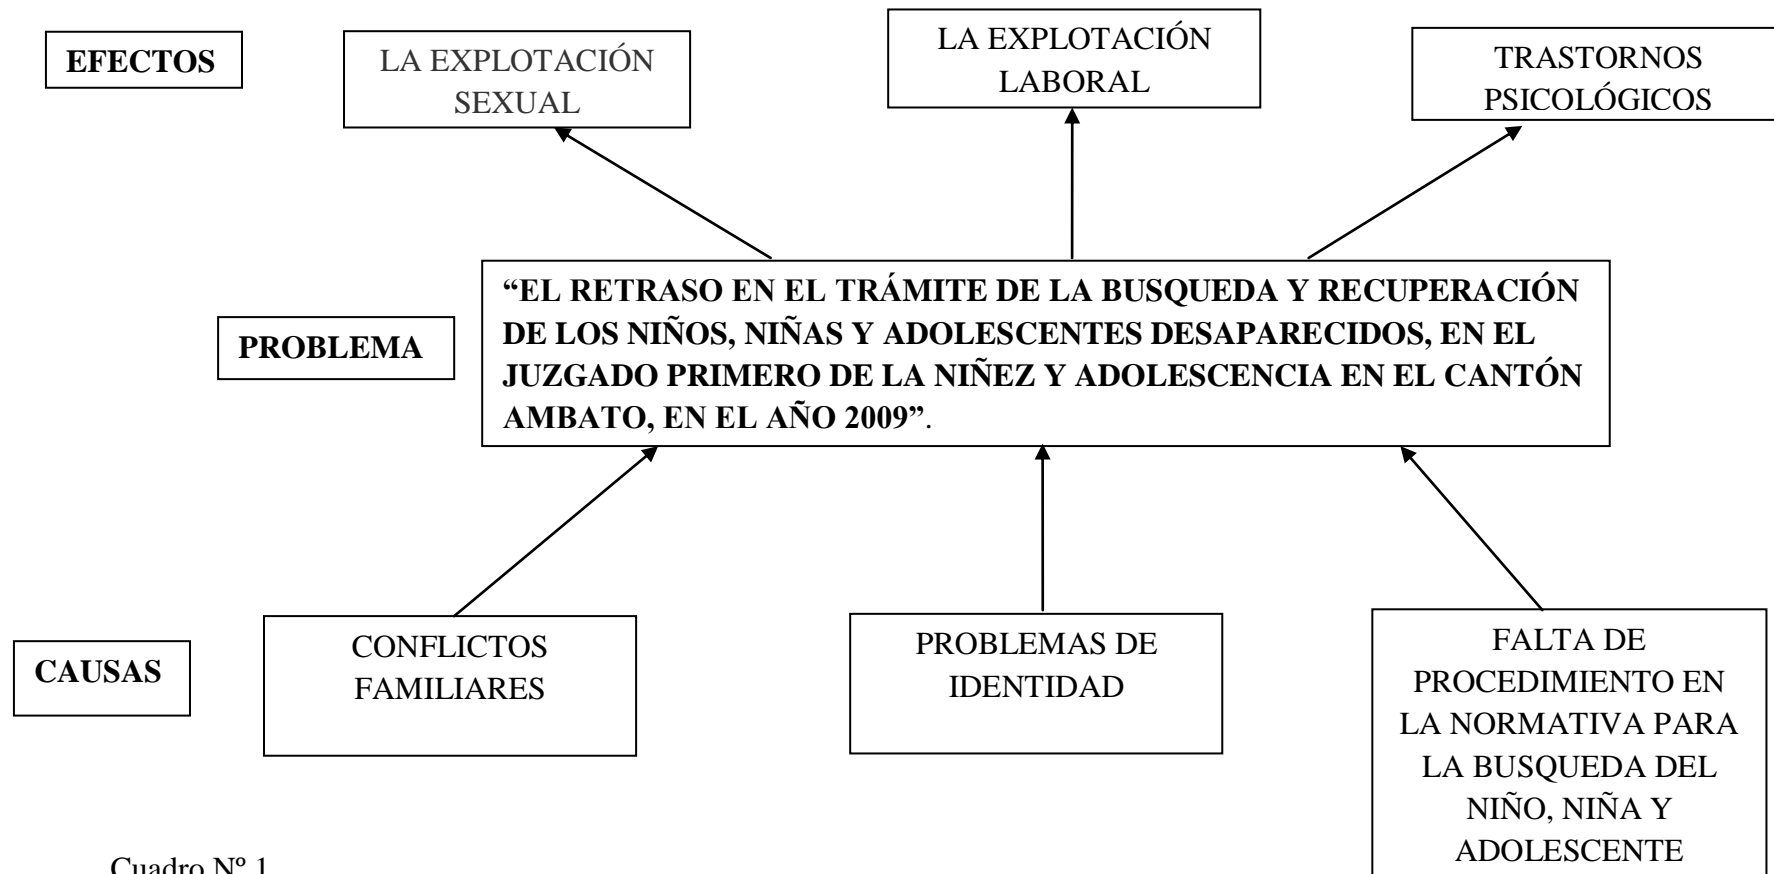 EFECTOS
LA EXPLOTACIÓN
SEXUAL
LA EXPLOTACIÓN
LABORAL
TRASTORNOS
PSICOLÓGICOS
PROBLEMA
“EL RETRASO EN EL TRÁMITE DE LA BUSQUEDA Y RECUPERACIÓN
DE LOS NIÑOS, NIÑAS Y ADOLESCENTES DESAPARECIDOS, EN EL
JUZGADO PRIMERO DE LA NIÑEZ Y ADOLESCENCIA EN EL CANTÓN
AMBATO, EN EL AÑO 2009”.
CAUSAS
CONFLICTOS
FAMILIARES
PROBLEMAS DE
IDENTIDAD
FALTA DE
PROCEDIMIENTO EN
LA NORMATIVA PARA
LA BUSQUEDA DEL
NIÑO, NIÑA Y
ADOLESCENTE
Cuadro Nº 1